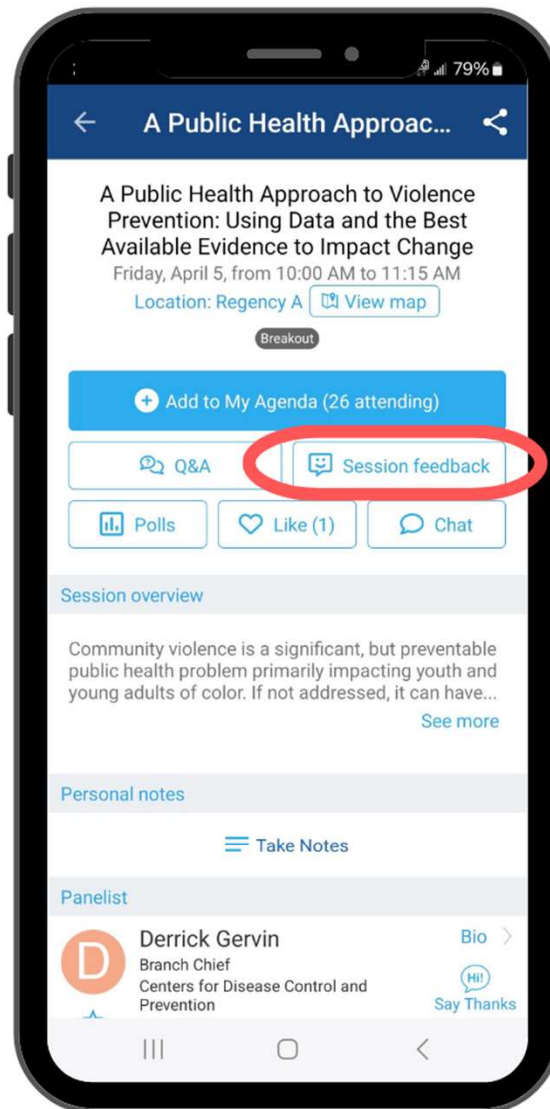 79%
A Public Health Approac...
A Public Health Approach to Violence
Prevention: Using Data and the Best
Available Evidence to Impact Change
Friday, April 5, from 10:00 AM to 11:15 AM
Location: Regency A View map
Breakout
Add to My Agenda (26 attending)
Q&A Session feedback
Polls Like (1) Chat
Session overview
Community violence is a significant, but preventable
public health problem primarily impacting youth and
young adults of color. If not addressed, it can have...
See more
Personal notes
Take Notes
Panelist
D
Derrick Gervin Bio
Branch Chief
Centers for Disease Control and
Prevention
Hi!
Say Thanks